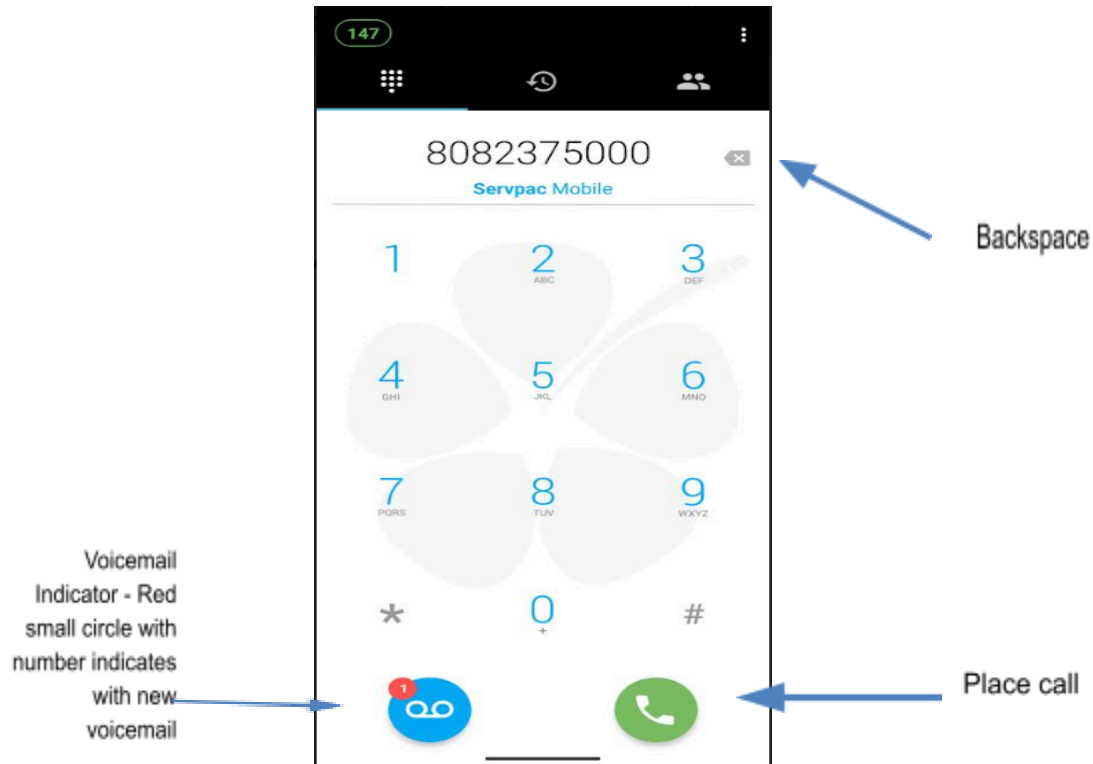 147
8082375000
Servpac Mobile
Backspace
1 2 3
ABC DEF
4 5 6
GHI JKL MNO
7 8 9
PQRS TUV WXYZ
* 0 #
+
Voicemail
Indicator - Red
small circle with
number indicates
with new
voicemail
1
Place call